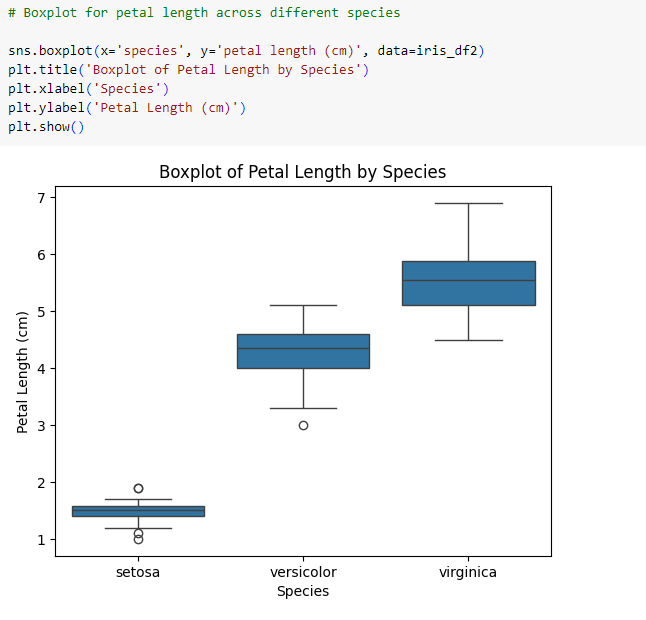 # Boxplot for petal length across different species
sns.boxplot(x='species', y='petal length (cm)', data=iris_df2)
plt.title('Boxplot of Petal Length by Species')
plt.xlabel('Species')
plt.ylabel('Petal Length (cm)')
plt.show()
Boxplot of Petal Length by Species
7
6
5
4
3
2
1
Petal Length (cm)
setosa versicolor virginica
Species